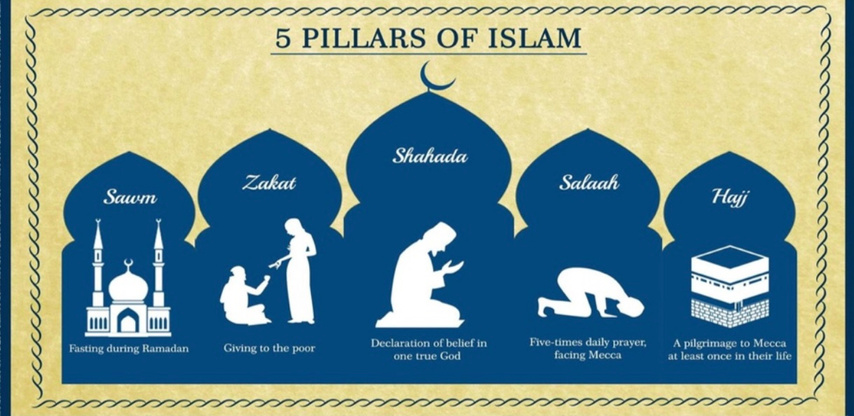 5 PILLARS OF ISLAM
Sawm
Fasting during Ramadan
Zakat
Giving to the poor
Shahada
Declaration of belief in
one true God
Salaah
Five-times daily prayer,
facing Mecca
Hajj
A pilgrimage to Mecca
at least once in their life